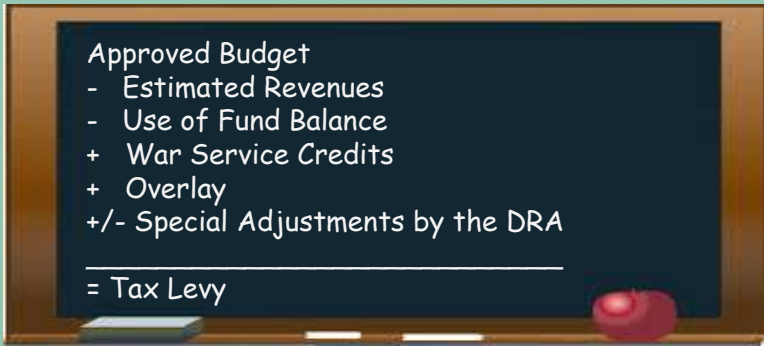 Approved Budget
- Estimated Revenues
- Use of Fund Balance
+ War Service Credits
+ Overlay
+/- Special Adjustments by the DRA
= Tax Levy